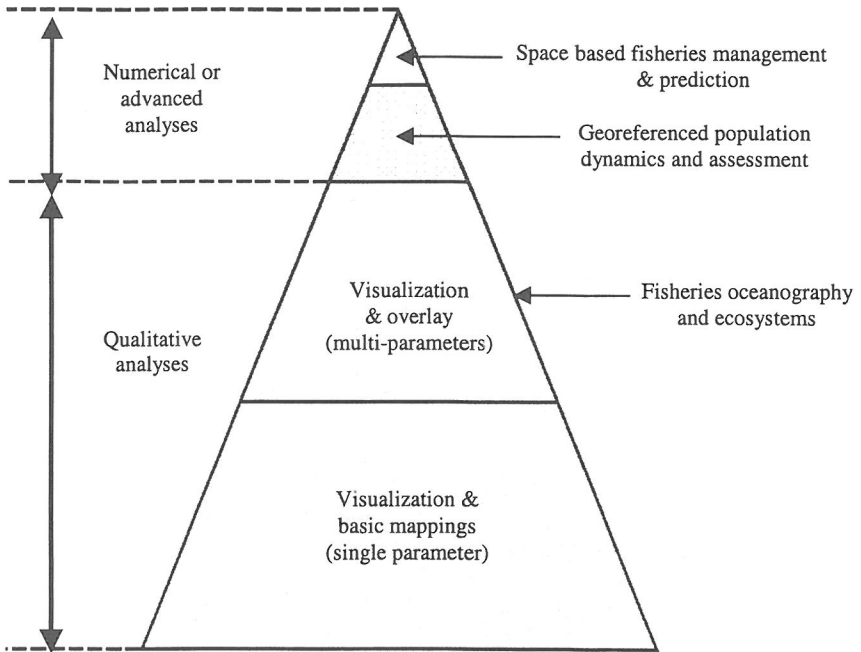 Space based fisheries management
& prediction
Numerical or
advanced
analyses
Georeferenced population
dynamics and assessment
Visualization
& overlay
(multi-parameters)
Fisheries oceanography
and ecosystems
Qualitative
analyses
Visualization &
basic mappings
(single parameter)